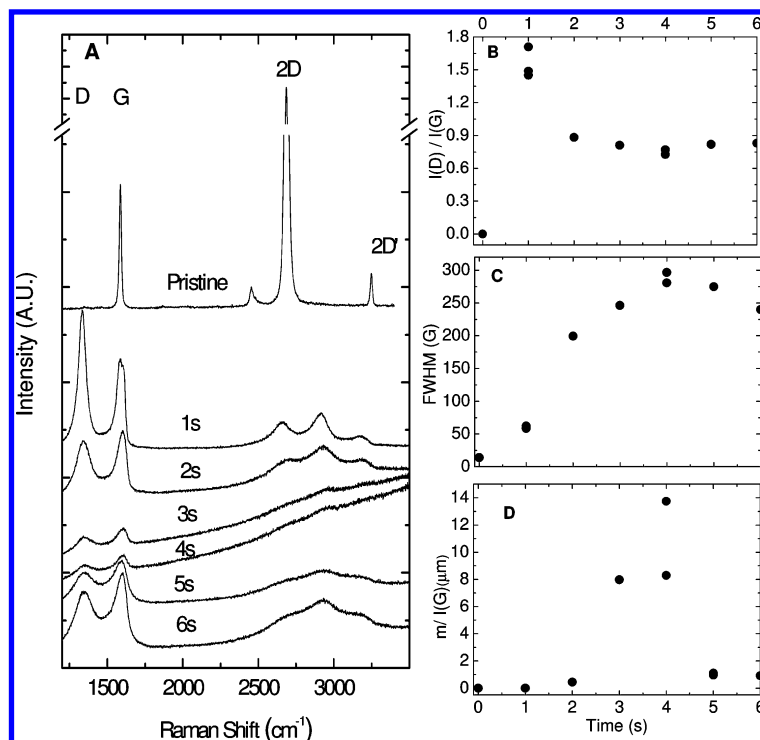 A
D
G
2D
2D'
Pristine
1s
2s
3s
4s
5s
6s
Intensity (A.U.)
1500 2000 2500 3000
Raman Shift (cm-1)
0 1 2 3 4 5 6
B
1.8
1.5
1.2
0.9
0.6
0.3
0.0
I(D) / I(G)
C
300
250
200
150
100
50
0
FWHM (G)
D
14
12
10
8
6
4
2
0
m/ I(G)(μm)
0 1 2 3 4 5 6
Time (s)